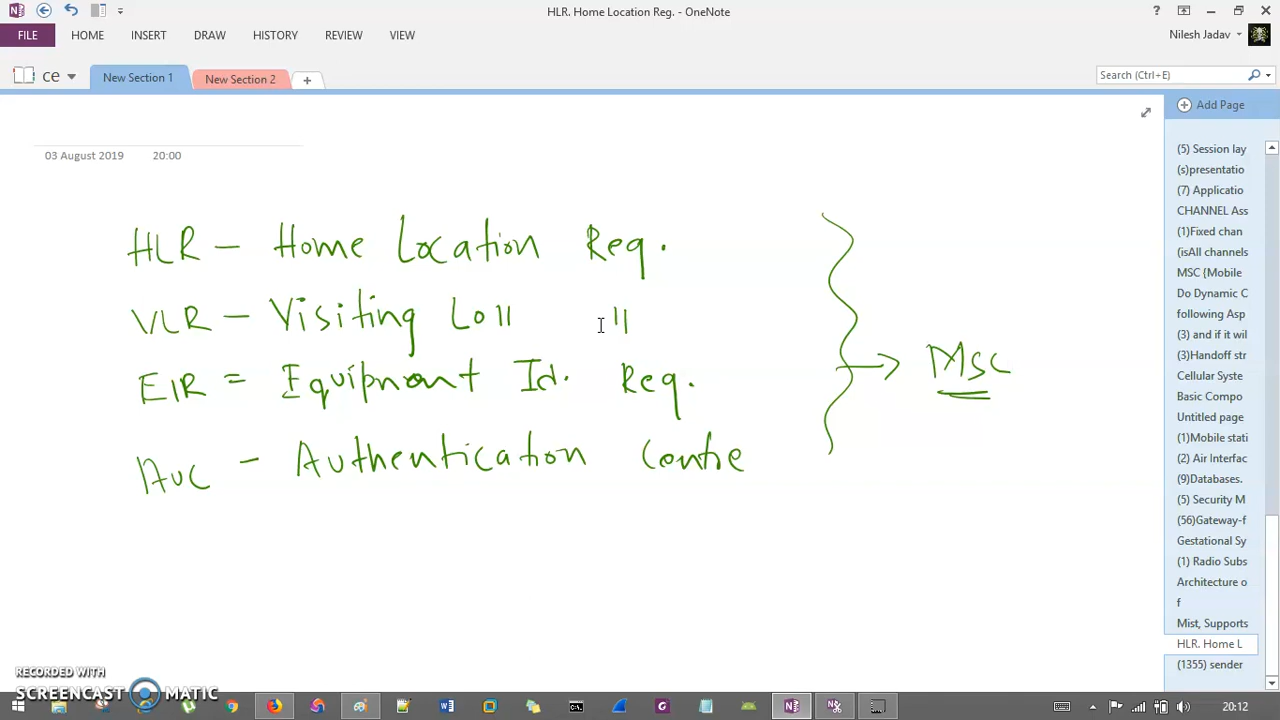 HLR. Home Location Reg. - OneNote
FILE HOME INSERT DRAW HISTORY REVIEW VIEW
Nilesh Jadav
ce New Section 1 New Section 2 +
Search (Ctrl+E)
Add Page
03 August 2019 20:00
HLR - Home Location Reg.
VLR - Visiting Lo11 11
EIR = Equipment Id. Reg.
AUC - Authentication Centre
MSC
(5) Session lay
(s)presentatio
(7) Applicatio
CHANNEL Ass
(1)Fixed chan
(isAll channels
MSC {Mobile
Do Dynamic C
following Asp
(3) and if it wil
(3)Handoff str
Cellular Syste
Basic Compo
Untitled page
(1)Mobile stati
(2) Air Interfac
(9)Databases.
(5) Security M
(56)Gateway-f
Gestational Sy
(1) Radio Subs
Architecture o
f
Mist, Supports
HLR. Home L
(1355) sender
RECORDED WITH
SCREENCAST MATIC
20:12